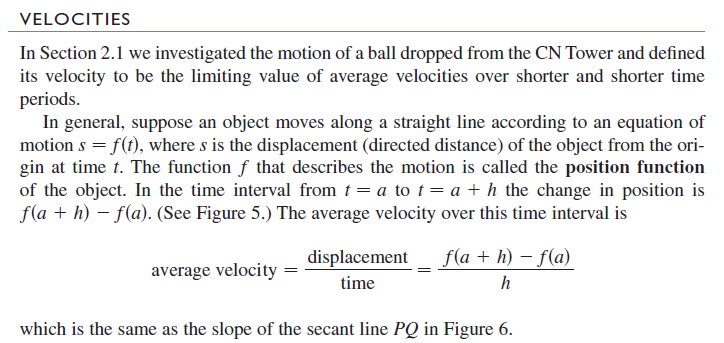 VELOCITIES
In Section 2.1 we investigated the motion of a ball dropped from the CN Tower and defined
its velocity to be the limiting value of average velocities over shorter and shorter time
periods.
In general, suppose an object moves along a straight line according to an equation of
motion s = f(t), where s is the displacement (directed distance) of the object from the ori-
gin at time t. The function f that describes the motion is called the position function
of the object. In the time interval from t = a to t = a + h the change in position is
f(a + h) − f(a). (See Figure 5.) The average velocity over this time interval is
average velocity = displacement / time = f(a + h) − f(a) / h
which is the same as the slope of the secant line PQ in Figure 6.